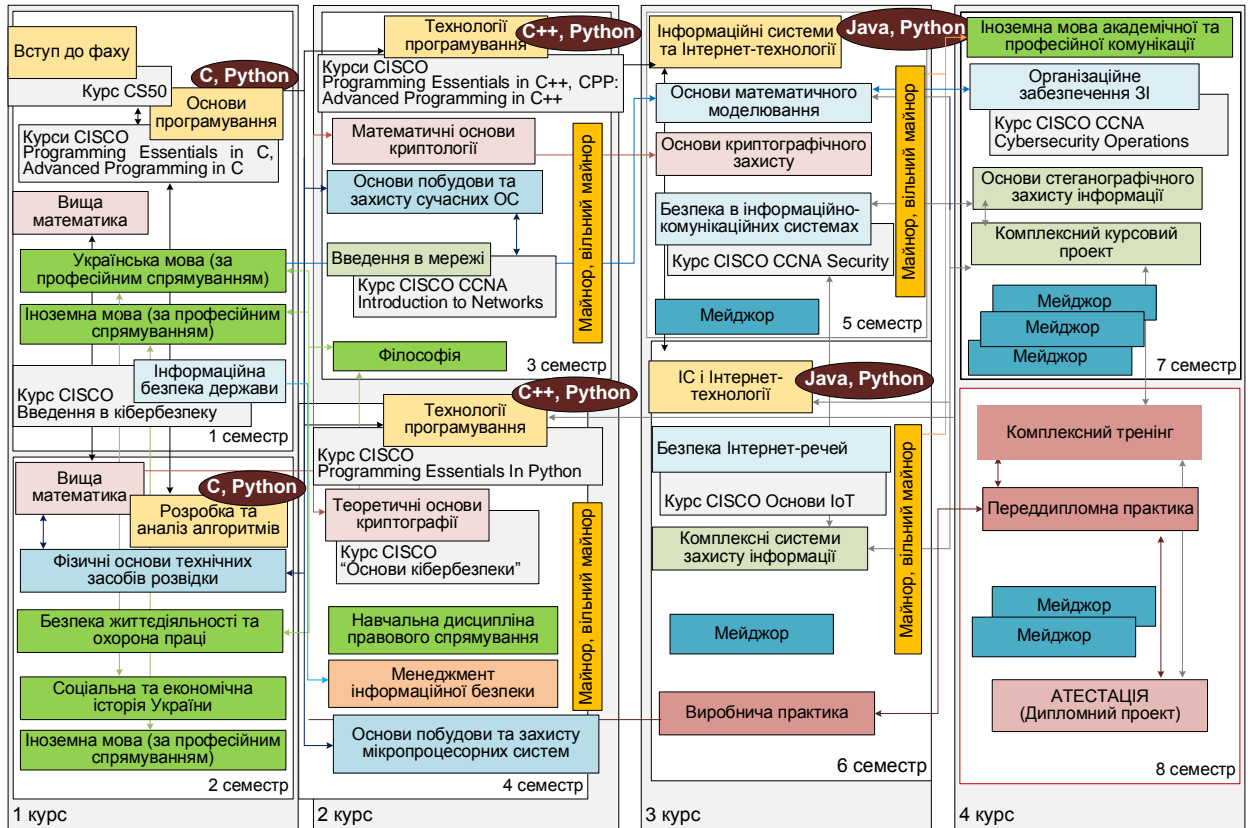 Вступ до фаху
Курс CS50
C, Python
Основи
програмування
Курси CISCO
Programming Essentials in C,
Advanced Programming in C
Вища
математика
Українська мова (за
професійним спрямуванням)
Іноземна мова (за професійним
спрямуванням)
Інформаційна
безпека держави
Курс CISCO
Введення в кібербезпеку
1 семестр
Вища
математика
C, Python
Розробка та
аналіз алгоритмів
Фізичні основи технічних
засобів розвідки
Безпека життєдіяльності та
охорона праці
Соціальна та економічна
історія України
Іноземна мова (за професійним
спрямуванням)
2 семестр
1 курс
Технології
програмування
C++, Python
Курси CISCO
Programming Essentials in C++, CPP:
Advanced Programming in C++
Математичні основи
криптології
Основи побудови та
захисту сучасних ОС
Введення в мережі
Курс CISCO CCNA
Introduction to Networks
Філософія
Майнор, вільний майнор
3 семестр
C++, Python
Технології
програмування
Курс CISCO
Programming Essentials In Python
Теоретичні основи
криптографії
Курс CISCO
“Основи кібербезпеки”
Навчальна дисципліна
правового спрямування
Менеджмент
інформаційної безпеки
Основи побудови та захисту
мікропроцесорних систем
Майнор, вільний майнор
4 семестр
2 курс
Інформаційні системи
та Інтернет-технології
Java, Python
Основи математичного
моделювання
Основи криптографічного
захисту
Безпека в інформаційно-
комунікаційних системах
Курс CISCO CCNA Security
Мейджор
Майнор, вільний майнор
5 семестр
ІС і Інтернет-
технології
Java, Python
Безпека Інтернет-речей
Курс CISCO Основи IoT
Комплексні системи
захисту інформації
Мейджор
Виробнича практика
Майнор, вільний майнор
6 семестр
3 курс
Іноземна мова академічної та
професійної комунікації
Організаційне
забезпечення ЗІ
Курс CISCO CCNA
Cybersecurity Operations
Основи стеганографічного
захисту інформації
Комплексний курсовий
проект
Мейджор
Мейджор
Мейджор
7 семестр
Комплексний тренінг
Переддипломна практика
Мейджор
Мейджор
АТЕСТАЦІЯ
(Дипломний проект)
8 семестр
4 курс